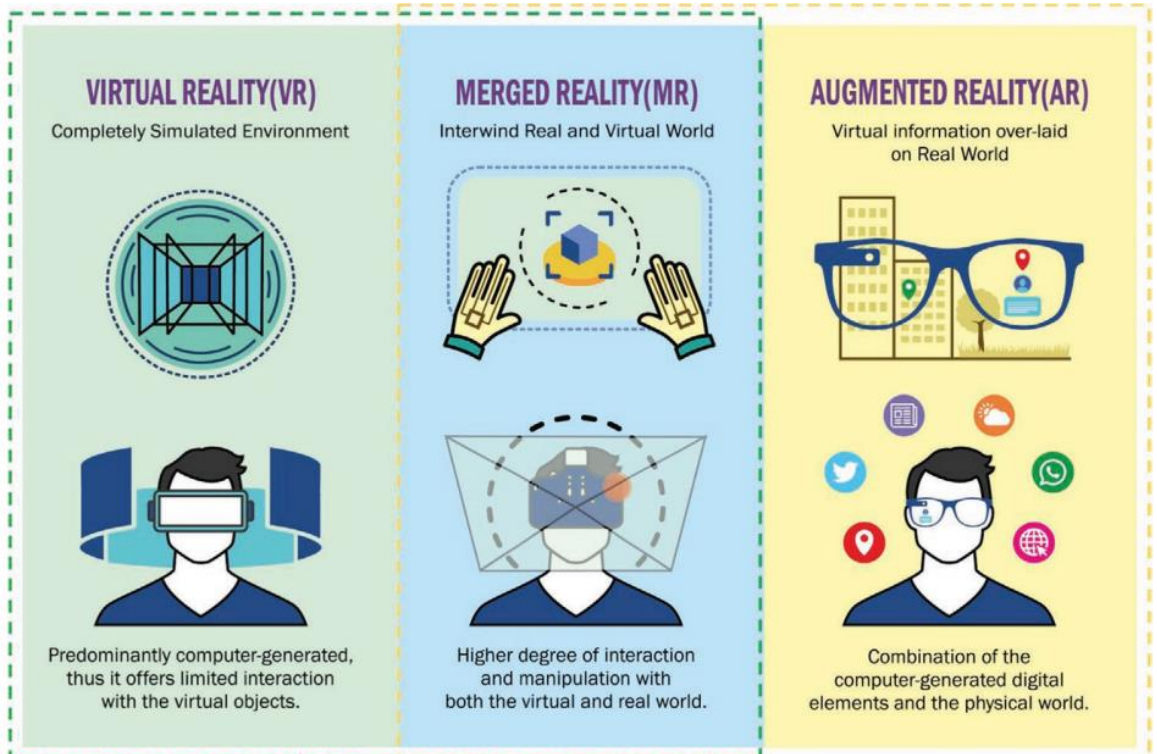 VIRTUAL REALITY(VR)
Completely Simulated Environment
Predominantly computer-generated,
thus it offers limited interaction
with the virtual objects.
MERGED REALITY(MR)
Interwind Real and Virtual World
Higher degree of interaction
and manipulation with
both the virtual and real world.
AUGMENTED REALITY(AR)
Virtual information over-laid
on Real World
Combination of the
computer-generated digital
elements and the physical world.